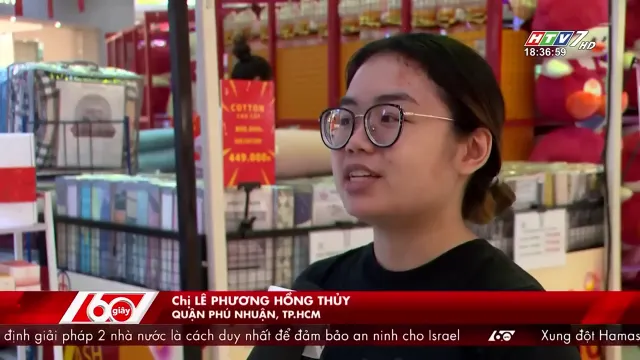 HTV7 HD
18:36:59
COTTON
449.000đ
60 giây
Chị LÊ PHƯƠNG HỒNG THỦY
QUẬN PHÚ NHUẬN, TP.HCM
định giải pháp 2 nhà nước là cách duy nhất để đảm bảo an ninh cho Israel 60 Xung đột Hamas